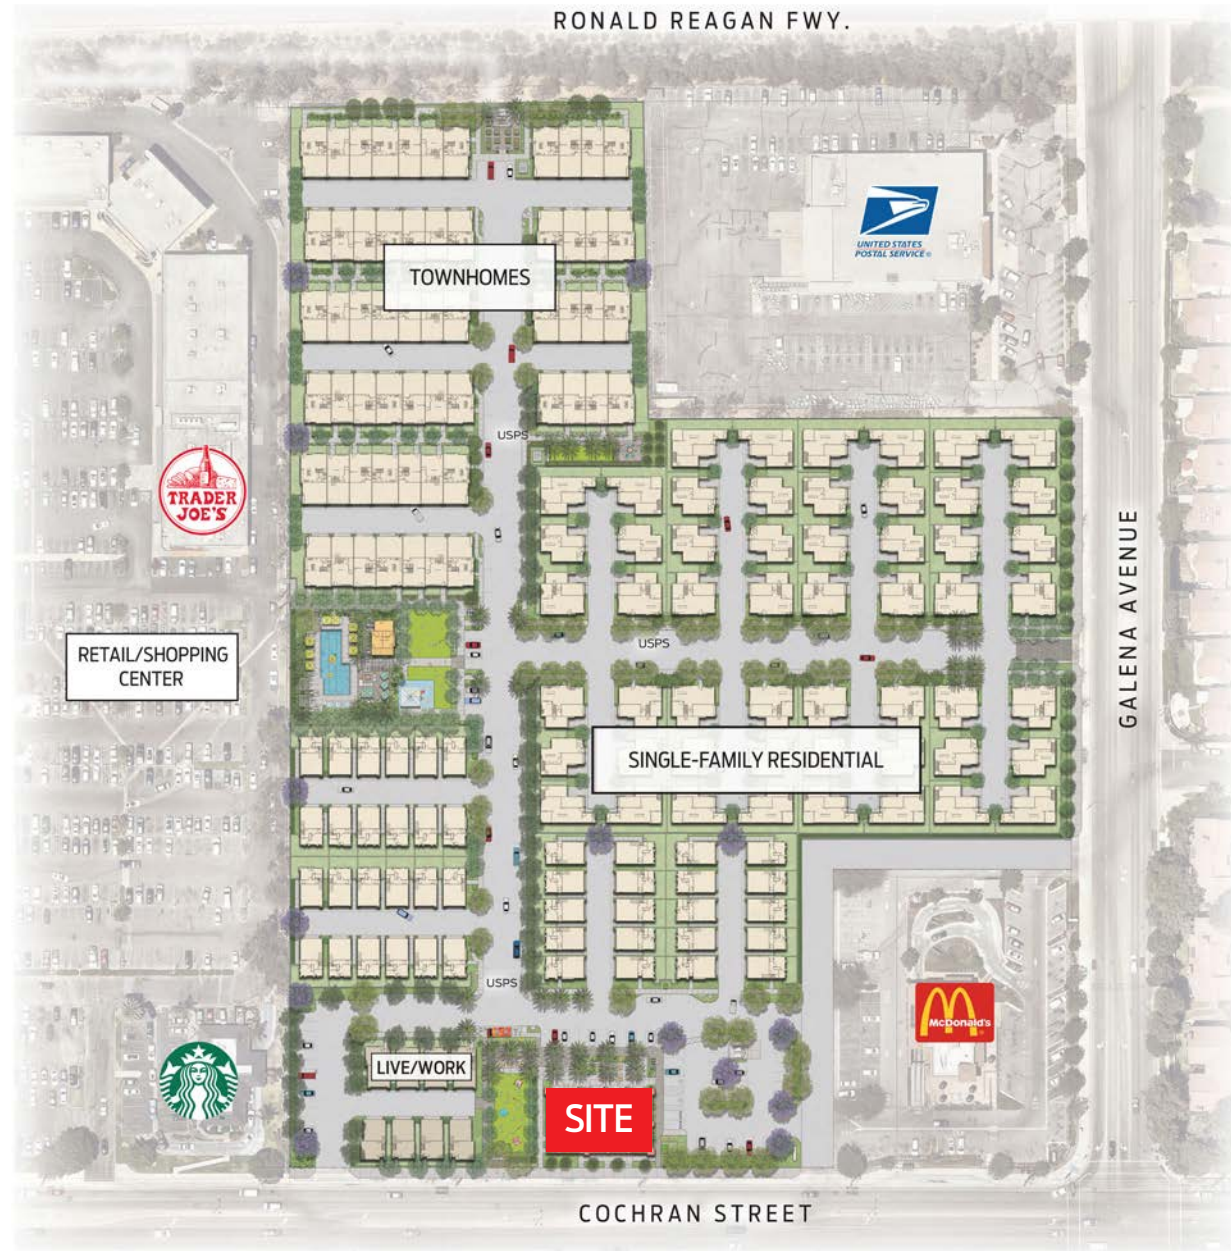 RONALD REAGAN FWY.
UNITED STATES
POSTAL SERVICE®
TOWNHOMES
USPS
TRADER
JOE'S
GALENA AVENUE
USPS
RETAIL/SHOPPING
CENTER
SINGLE-FAMILY RESIDENTIAL
USPS
McDonald's
LIVE/WORK
SITE
COCHRAN STREET